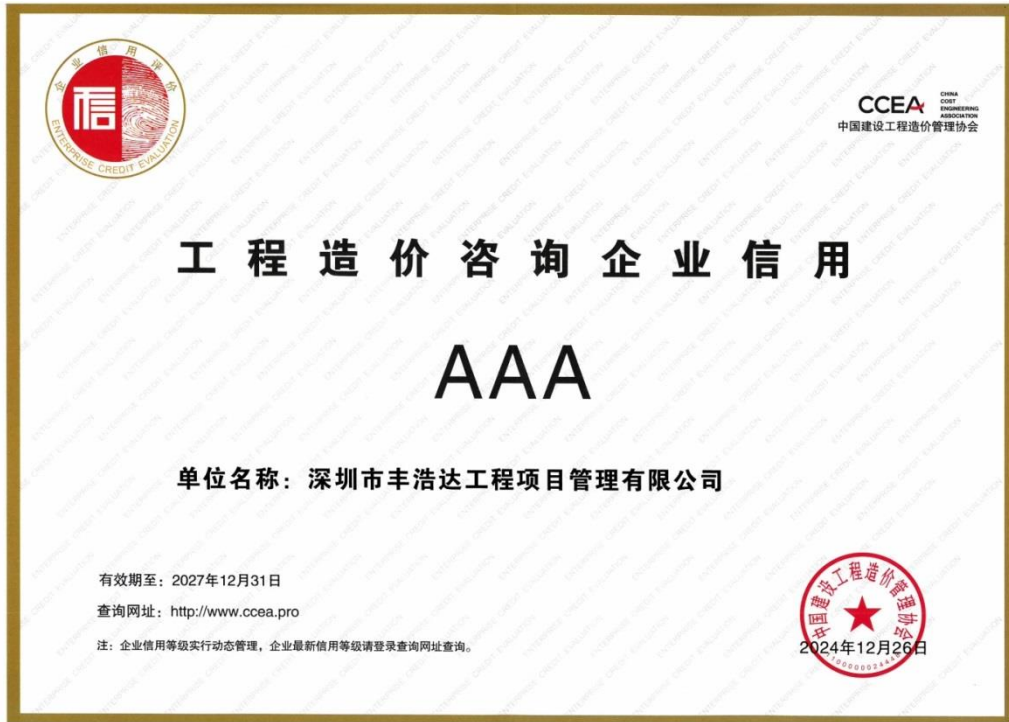 企业信用评价
信
ENTERPRISE CREDIT EVALUATION
CCEA
CHINA
COST
ENGINEERING
ASSOCIATION
中国建设工程造价管理协会
工程造价咨询企业信用
AAA
单位名称：深圳市丰浩达工程项目管理有限公司
有效期至：2027年12月31日
查询网址：http://www.ccea.pro
注：企业信用等级实行动态管理，企业最新信用等级请登录查询网址查询。
中国建设工程造价管理协会
2024年12月26日